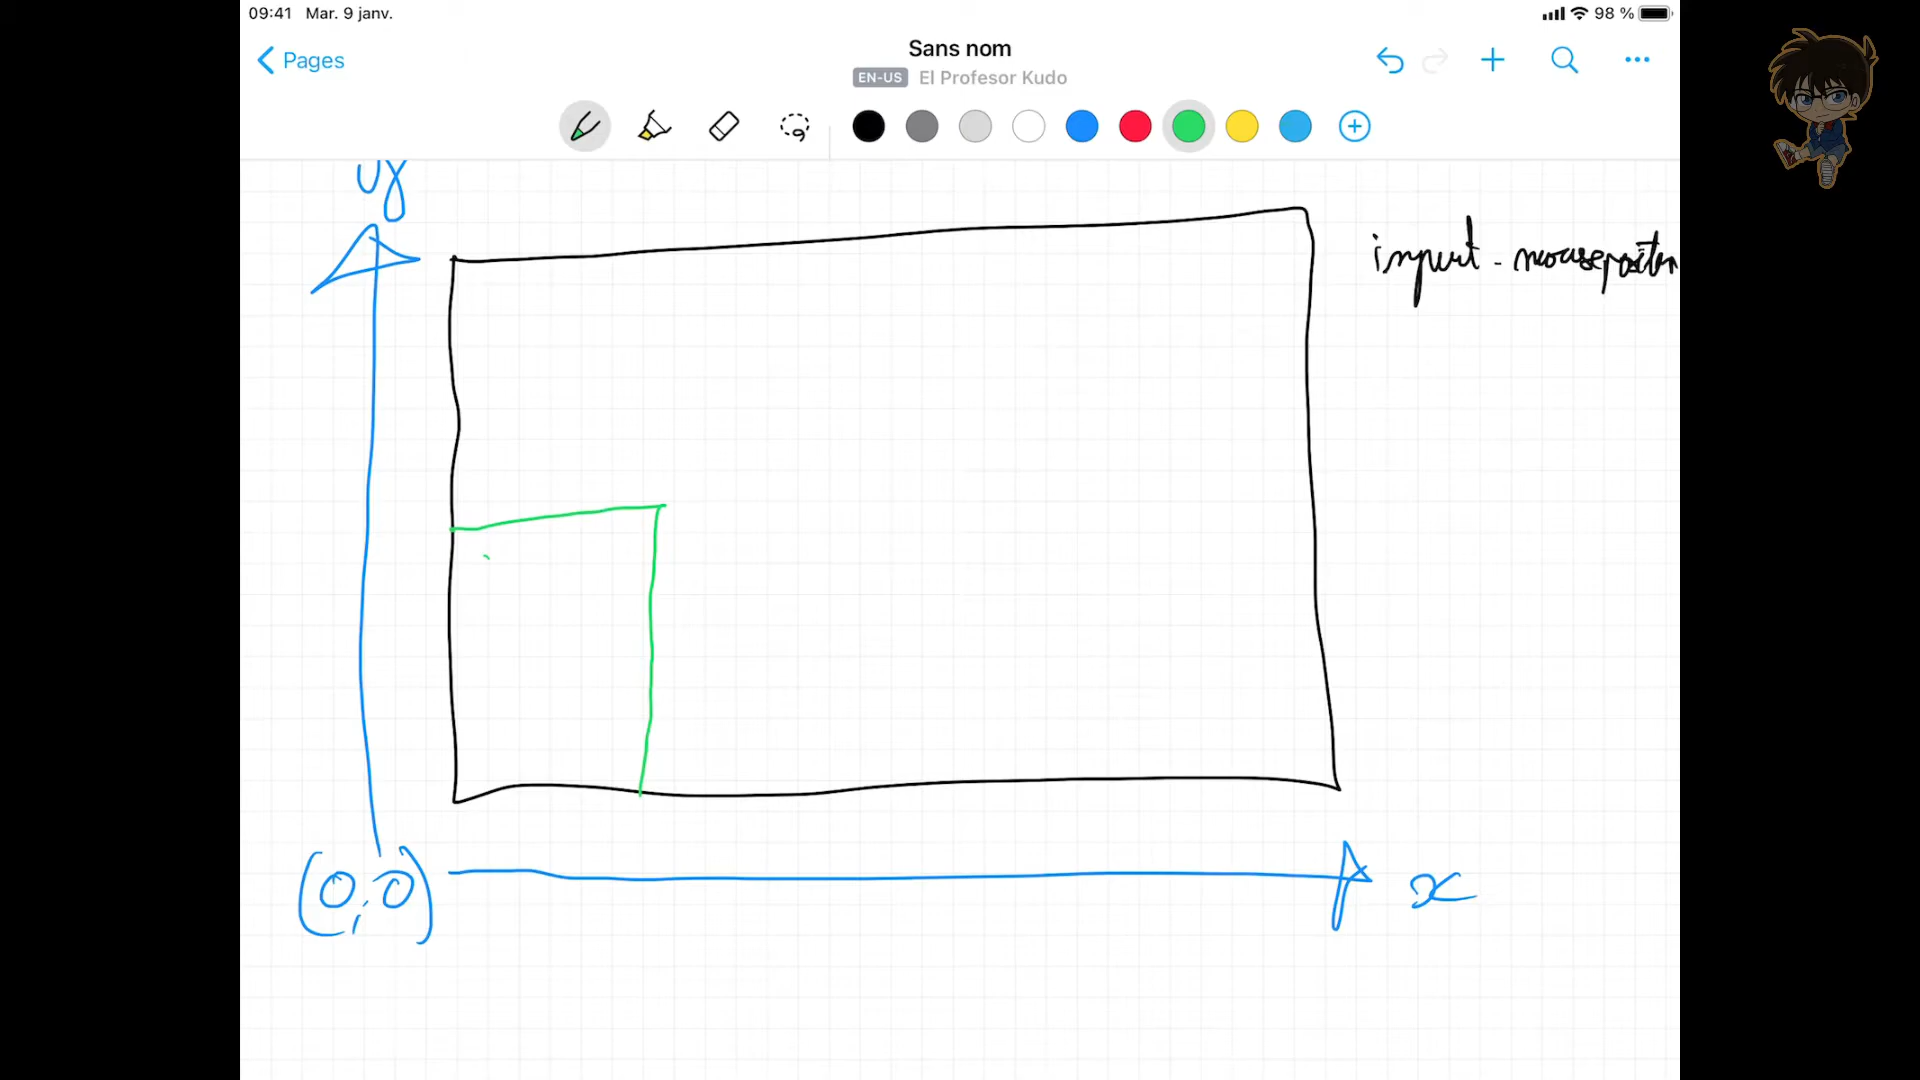 09:41 Mar. 9 janv.
98 %
Pages
Sans nom
EN-US El Profesor Kudo
y
input.mouseposition
(0,0)
x